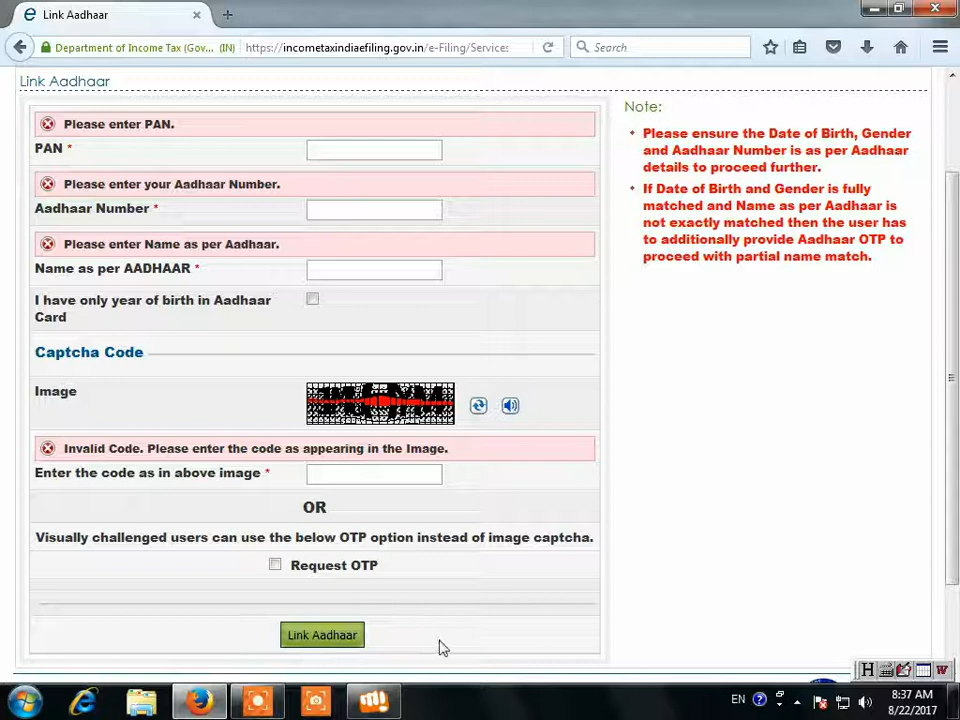 Link Aadhaar
Department of Income Tax (Gov... (IN)
https://incometaxindiaefiling.gov.in/e-Filing/Services
Search
Link Aadhaar
Please enter PAN.
PAN *
Please enter your Aadhaar Number.
Aadhaar Number *
Please enter Name as per Aadhaar.
Name as per AADHAAR *
I have only year of birth in Aadhaar
Card
Captcha Code
Image
Invalid Code. Please enter the code as appearing in the Image.
Enter the code as in above image *
OR
Visually challenged users can use the below OTP option instead of image captcha.
Request OTP
Link Aadhaar
Note:
Please ensure the Date of Birth, Gender
and Aadhaar Number is as per Aadhaar
details to proceed further.
If Date of Birth and Gender is fully
matched and Name as per Aadhaar is
not exactly matched then the user has
to additionally provide Aadhaar OTP to
proceed with partial name match.
H
W
EN
8:37 AM
8/22/2017